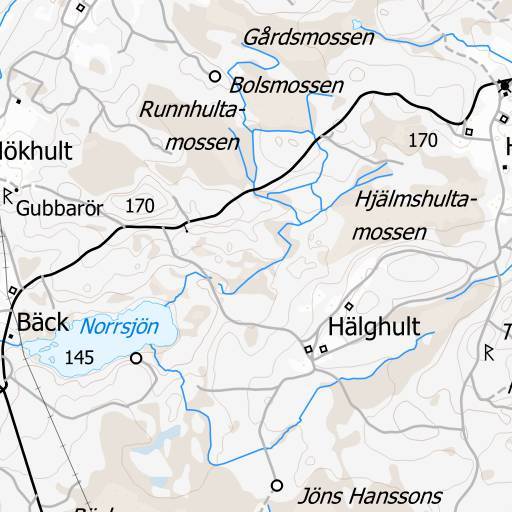 Gårdsmossen
Bolsmossen
Runnhulta-
mossen
170
Gubbarör
170
Hjälmshulta-
mossen
Bäck
Norrsjön
145
Hälghult
Jöns Hanssons